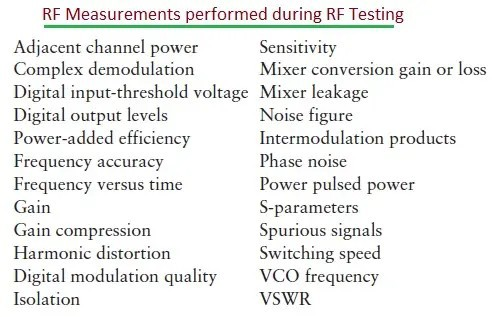 RF Measurements performed during RF Testing
Adjacent channel power
Complex demodulation
Digital input-threshold voltage
Digital output levels
Power-added efficiency
Frequency accuracy
Frequency versus time
Gain
Gain compression
Harmonic distortion
Digital modulation quality
Isolation
Sensitivity
Mixer conversion gain or loss
Mixer leakage
Noise figure
Intermodulation products
Phase noise
Power pulsed power
S-parameters
Spurious signals
Switching speed
VCO frequency
VSWR